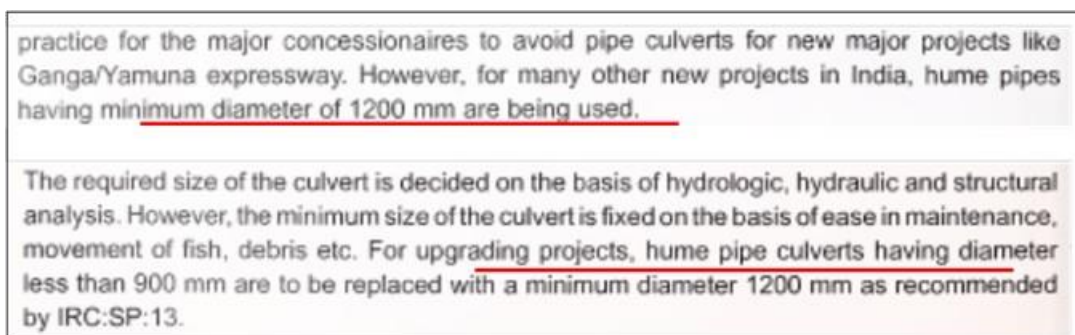 practice for the major concessionaires to avoid pipe culverts for new major projects like
Ganga/Yamuna expressway. However, for many other new projects in India, hume pipes
having minimum diameter of 1200 mm are being used.
The required size of the culvert is decided on the basis of hydrologic, hydraulic and structural
analysis. However, the minimum size of the culvert is fixed on the basis of ease in maintenance,
movement of fish, debris etc. For upgrading projects, hume pipe culverts having diameter
less than 900 mm are to be replaced with a minimum diameter 1200 mm as recommended
by IRC:SP:13.